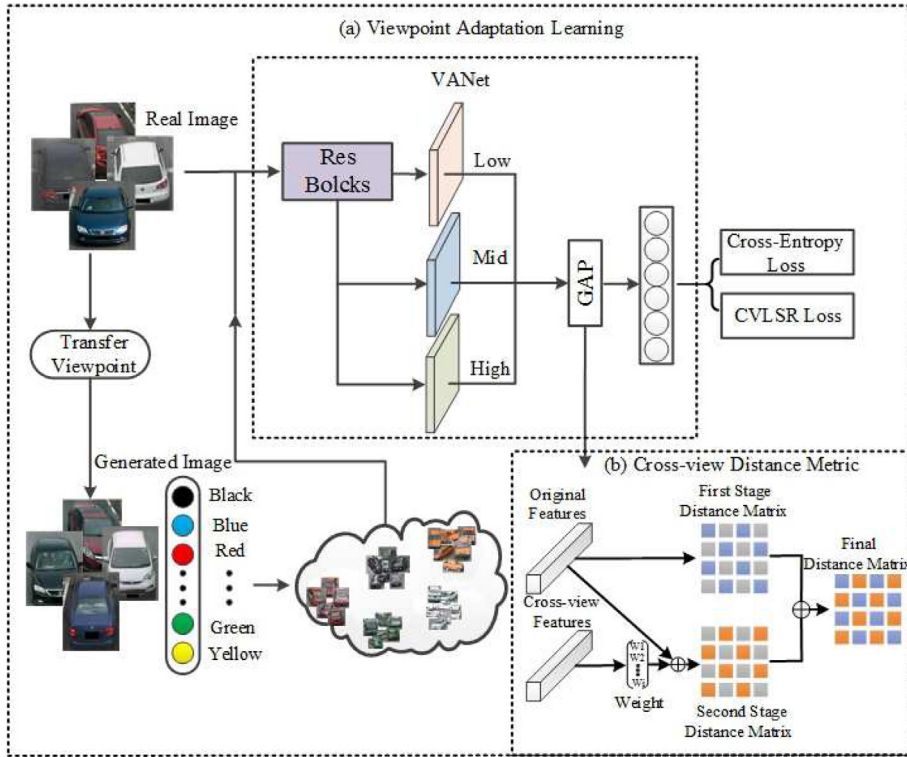 (a) Viewpoint Adaptation Learning
VANet
Real Image
Res
Bolcks
Low
Mid
High
GAP
Cross-Entropy
Loss
CVLSR Loss
Transfer
Viewpoint
Generated Image
Black
Blue
Red
Green
Yellow
(b) Cross-view Distance Metric
Original
Features
First Stage
Distance Matrix
Final
Distance Matrix
Cross-view
Features
W1
W2
Wi
Weight
Second Stage
Distance Matrix